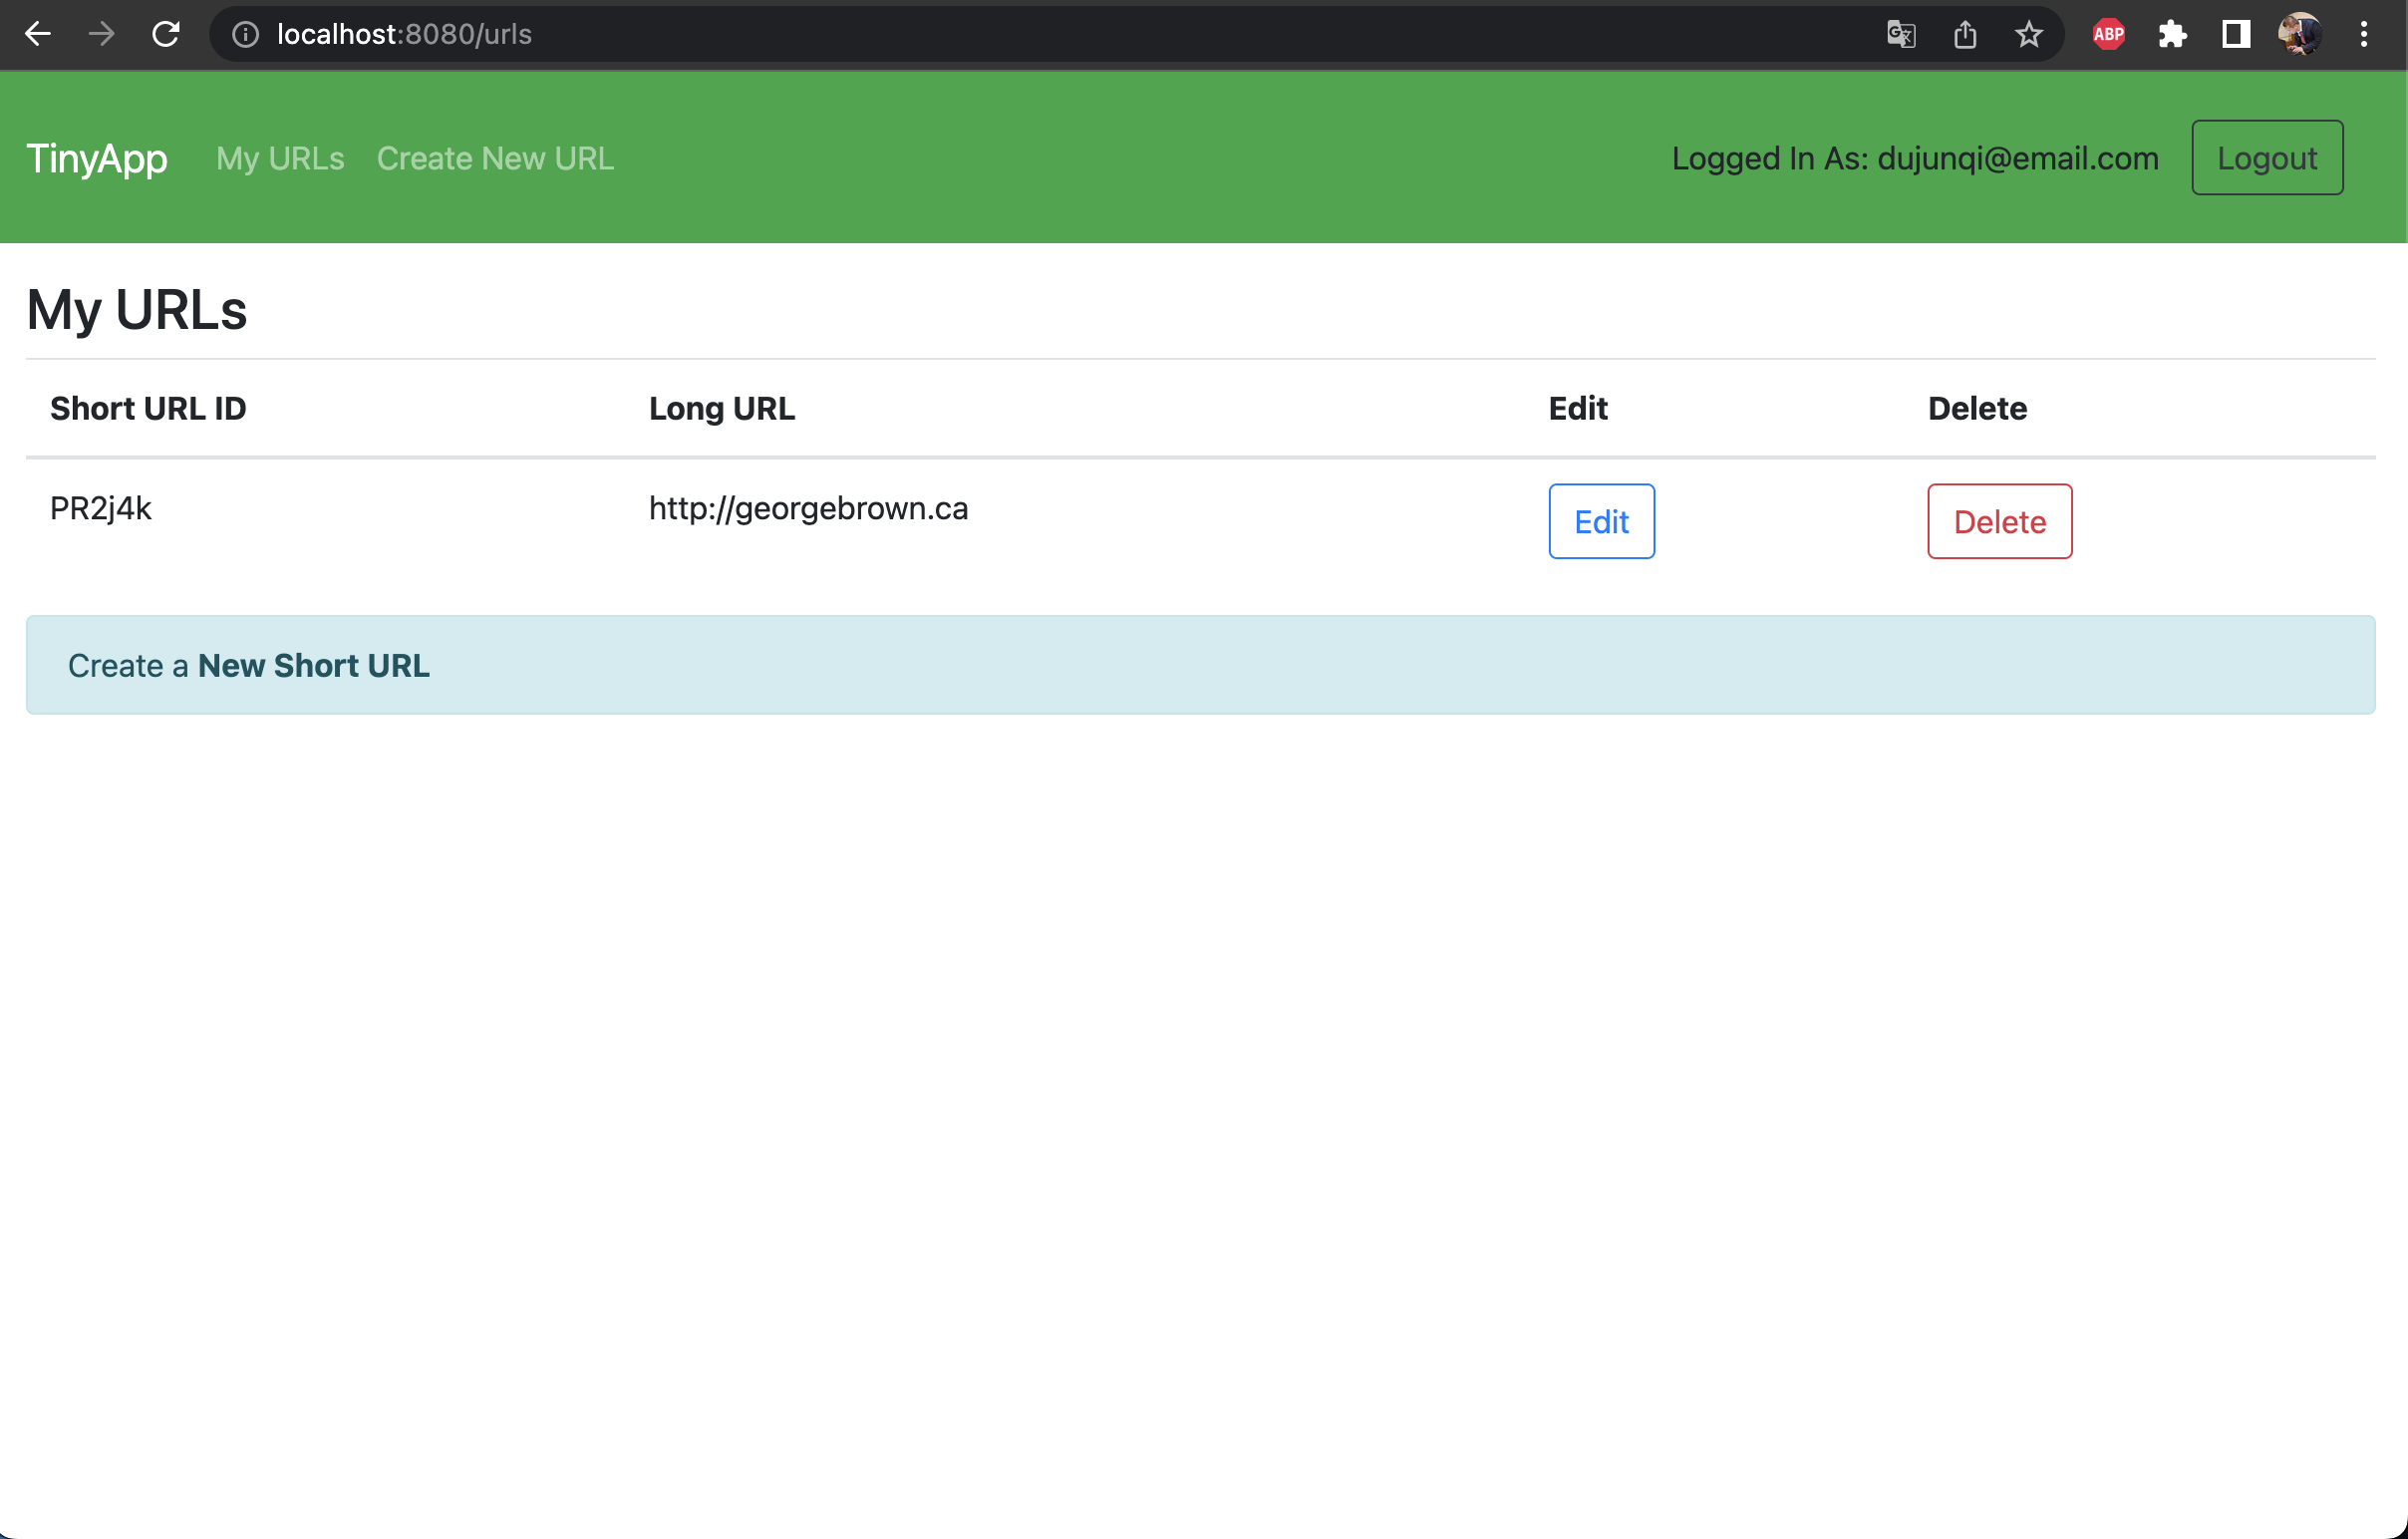 localhost:8080/urls
ABP
TinyApp My URLs Create New URL Logged In As: dujunqi@email.com Logout
My URLs
Short URL ID Long URL Edit Delete
PR2j4k http://georgebrown.ca Edit Delete
Create a New Short URL